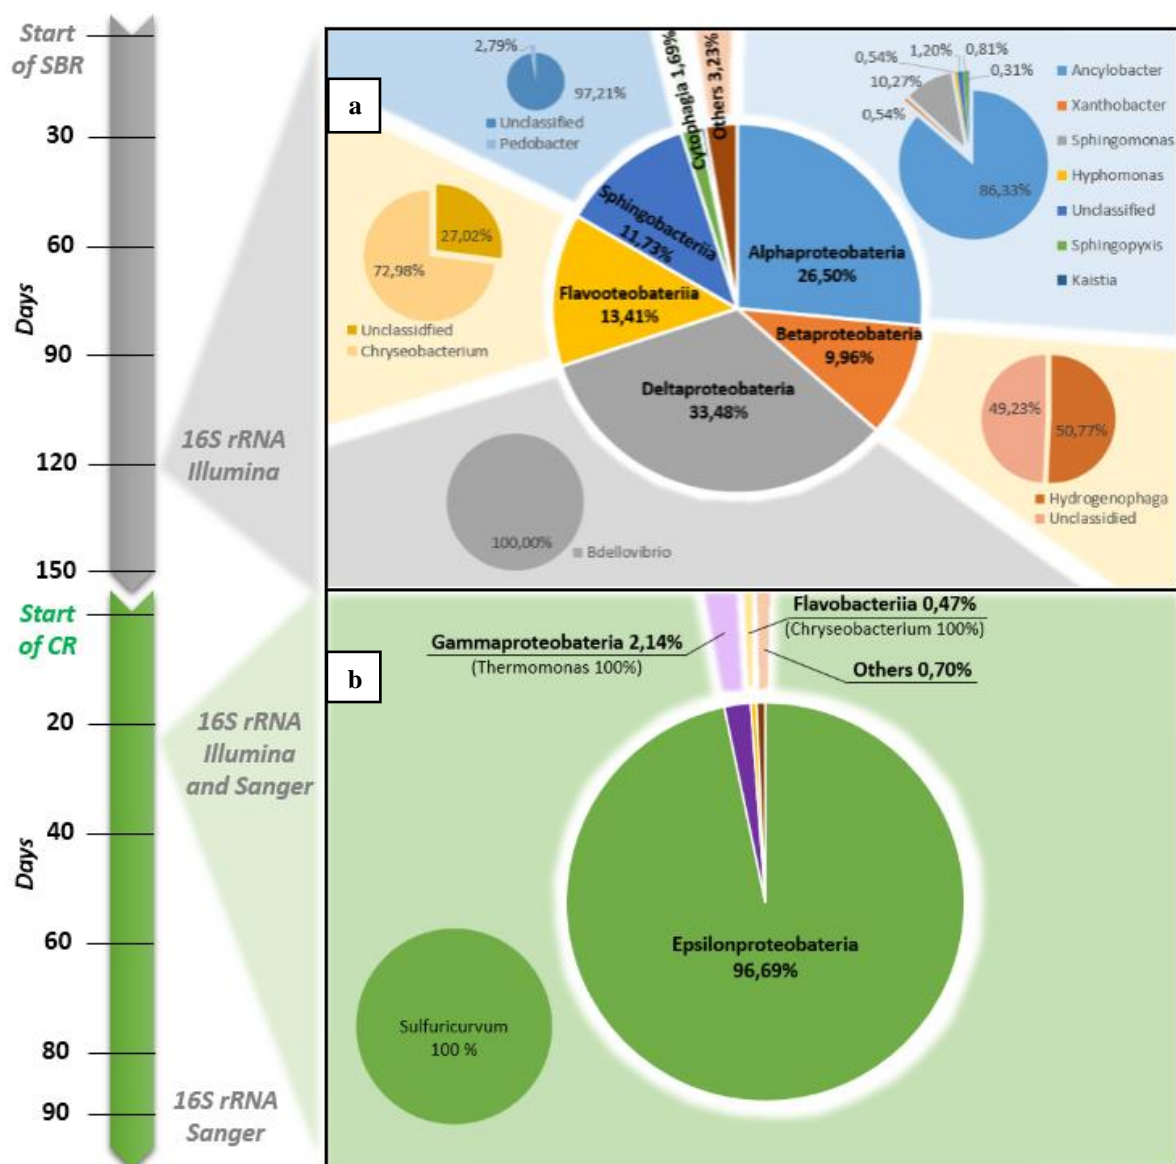 Start
of SBR
30
60
Days
90
120
150
16S rRNA
Illumina
Start
of CR
20
40
Days
60
80
90
16S rRNA
Illumina
and Sanger
16S rRNA
Sanger
a
2,79%
97,21%
Unclassified
Pedobacter
Cytophagia 1,69%
Others 3,23%
0,54%
1,20%
0,81%
10,27%
0,31%
0,54%
86,33%
Ancylobacter
Xanthobacter
Sphingomonas
Hyphomonas
Unclassified
Sphingopyxis
Kaistia
27,02%
72,98%
Unclassidfied
Chryseobacterium
Sphingobacteriia
11,73%
Alphaproteobateria
26,50%
Flavooteobateriia
13,41%
Betaproteobateria
9,96%
Deltaproteobateria
33,48%
49,23%
50,77%
Hydrogenophaga
Unclassidied
100,00%
Bdellovibrio
b
Gammaproteobateria 2,14%
(Thermomonas 100%)
Flavobacteriia 0,47%
(Chryseobacterlum 100%)
Others 0,70%
Epsilonproteobateria
96,69%
Sulfuricurvum
100 %